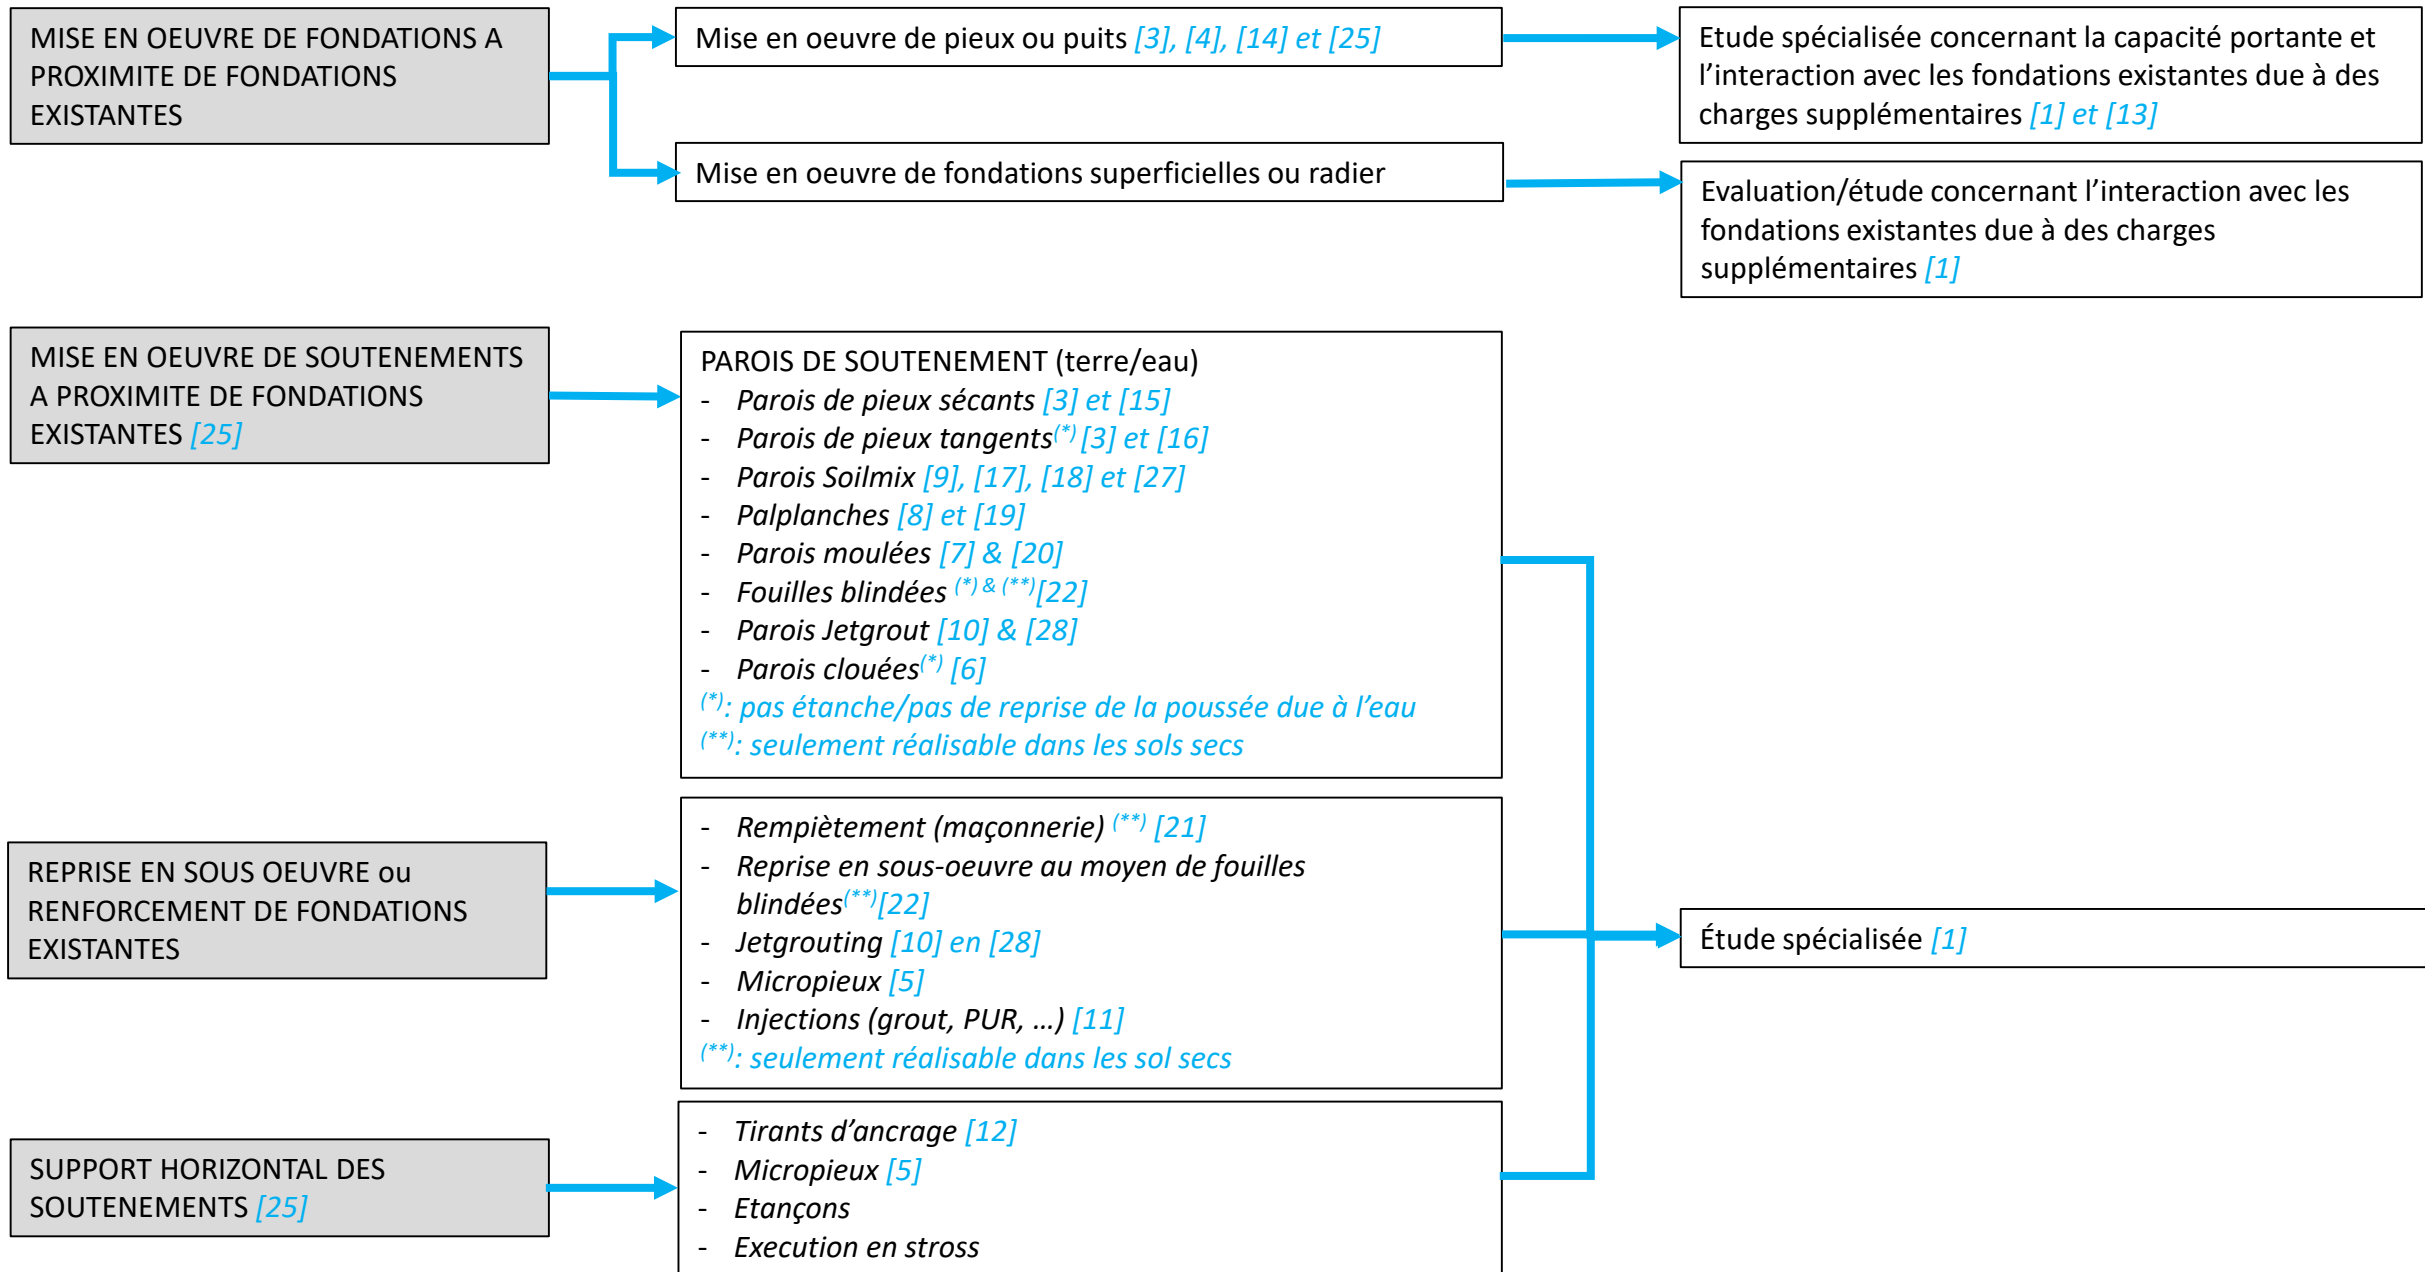 MISE EN OEUVRE DE FONDATIONS A
PROXIMITE DE FONDATIONS
EXISTANTES
Mise en oeuvre de pieux ou puits [3], [4], [14] et [25]
Etude spécialisée concernant la capacité portante et
l’interaction avec les fondations existantes due à des
charges supplémentaires [1] et [13]
Mise en oeuvre de fondations superficielles ou radier
Evaluation/étude concernant l’interaction avec les
fondations existantes due à des charges
supplémentaires [1]
MISE EN OEUVRE DE SOUTENEMENTS
A PROXIMITE DE FONDATIONS
EXISTANTES [25]
PAROIS DE SOUTENEMENT (terre/eau)
- Parois de pieux sécants [3] et [15]
- Parois de pieux tangents(*) [3] et [16]
- Parois Soilmix [9], [17], [18] et [27]
- Palplanches [8] et [19]
- Parois moulées [7] & [20]
- Fouilles blindées (*) & (**)[22]
- Parois Jetgrout [10] & [28]
- Parois clouées(*) [6]
(*): pas étanche/pas de reprise de la poussée due à l’eau
(**): seulement réalisable dans les sols secs
REPRISE EN SOUS OEUVRE ou
RENFORCEMENT DE FONDATIONS
EXISTANTES
- Rempiètement (maçonnerie) (**) [21]
- Reprise en sous-oeuvre au moyen de fouilles
blindées(**)[22]
- Jetgrouting [10] en [28]
- Micropieux [5]
- Injections (grout, PUR, …) [11]
(**): seulement réalisable dans les sol secs
Étude spécialisée [1]
SUPPORT HORIZONTAL DES
SOUTENEMENTS [25]
- Tirants d’ancrage [12]
- Micropieux [5]
- Etançons
- Execution en stross